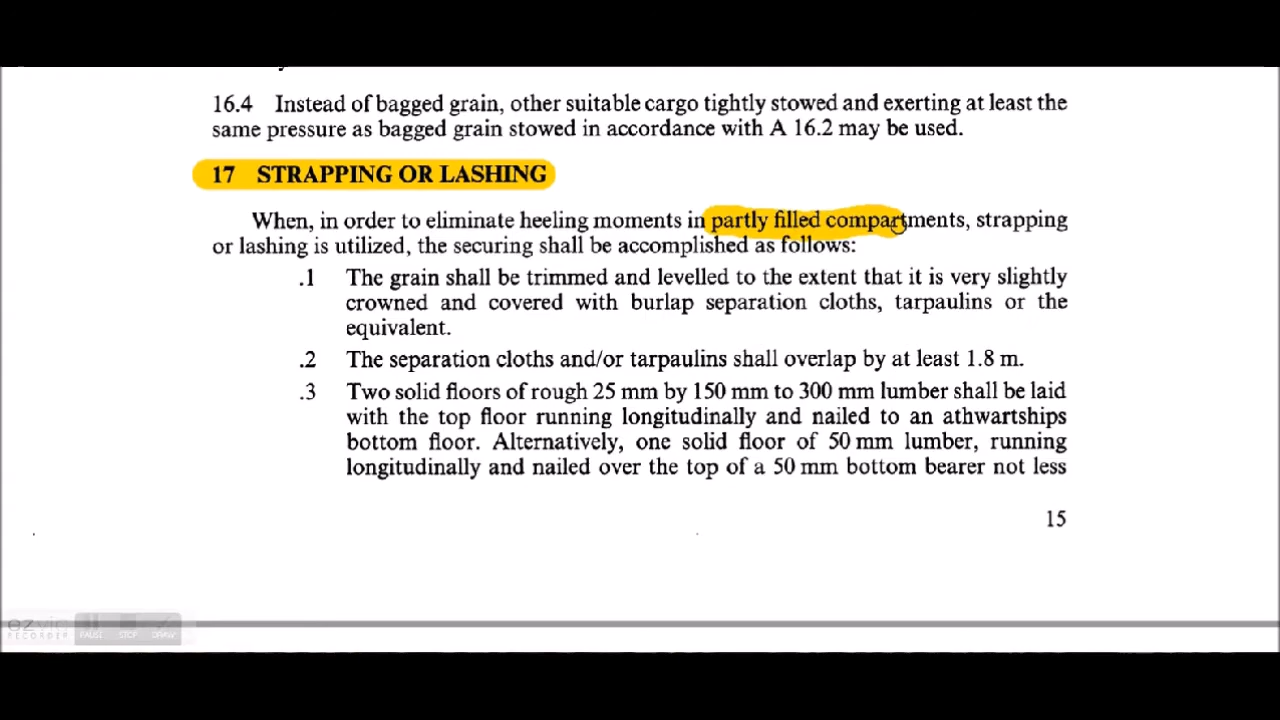 16.4 Instead of bagged grain, other suitable cargo tightly stowed and exerting at least the
same pressure as bagged grain stowed in accordance with A 16.2 may be used.
17 STRAPPING OR LASHING
When, in order to eliminate heeling moments in partly filled compartments, strapping
or lashing is utilized, the securing shall be accomplished as follows:
.1 The grain shall be trimmed and levelled to the extent that it is very slightly
crowned and covered with burlap separation cloths, tarpaulins or the
equivalent.
.2 The separation cloths and/or tarpaulins shall overlap by at least 1.8 m.
.3 Two solid floors of rough 25 mm by 150 mm to 300 mm lumber shall be laid
with the top floor running longitudinally and nailed to an athwartships
bottom floor. Alternatively, one solid floor of 50 mm lumber, running
longitudinally and nailed over the top of a 50 mm bottom bearer not less
15
RECORDER
PAUSE STOP DRAW